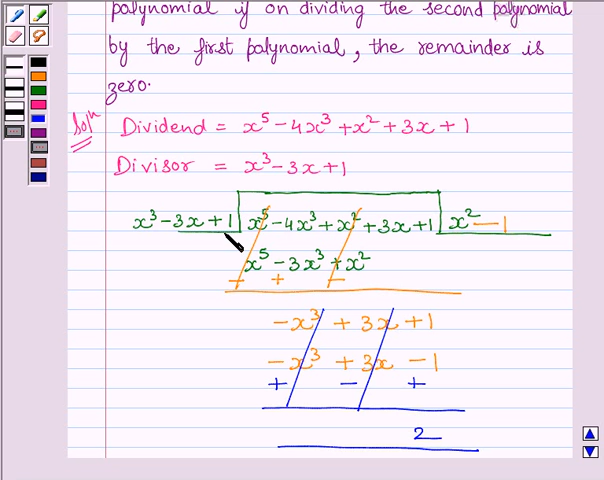 polynomial if on dividing the second polynomial
by the first polynomial, the remainder is
zero.
Solⁿ Dividend = x⁵ - 4x³ + x² + 3x + 1
Divisor = x³ - 3x + 1
x³ - 3x + 1 x⁵ - 4x³ + x² + 3x + 1 x² - 1
x⁵ - 3x³ + x²
- + -
- x³ + 3x + 1
- x³ + 3x - 1
+ - +
2